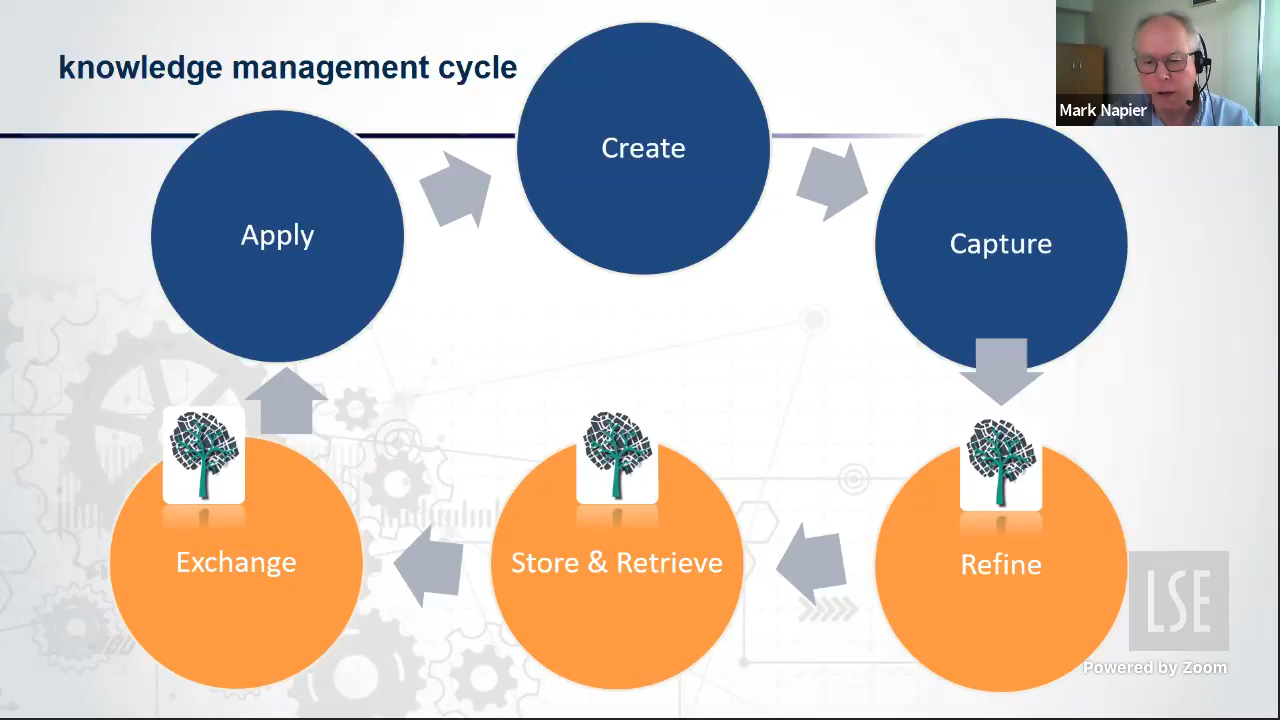 knowledge management cycle
Mark Napier
Create
Apply
Capture
Exchange
Store & Retrieve
Refine
LSE
Powered by Zoom